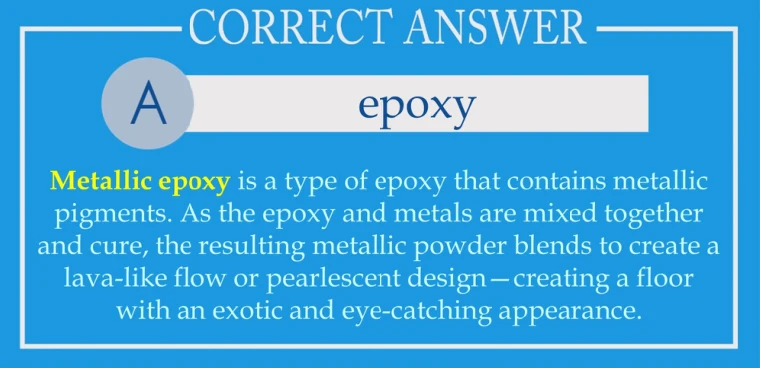 CORRECT ANSWER
A
epoxy
Metallic epoxy is a type of epoxy that contains metallic
pigments. As the epoxy and metals are mixed together
and cure, the resulting metallic powder blends to create a
lava-like flow or pearlescent design—creating a floor
with an exotic and eye-catching appearance.